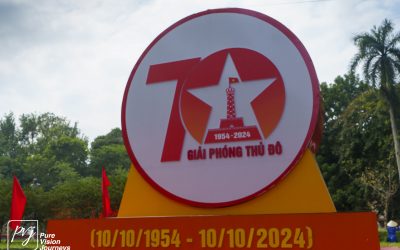 70
1954 - 2024
GIẢI PHÓNG THỦ ĐÔ
(10/10/1954 - 10/10/2024)
pvj
Pure
Vision
Journeys